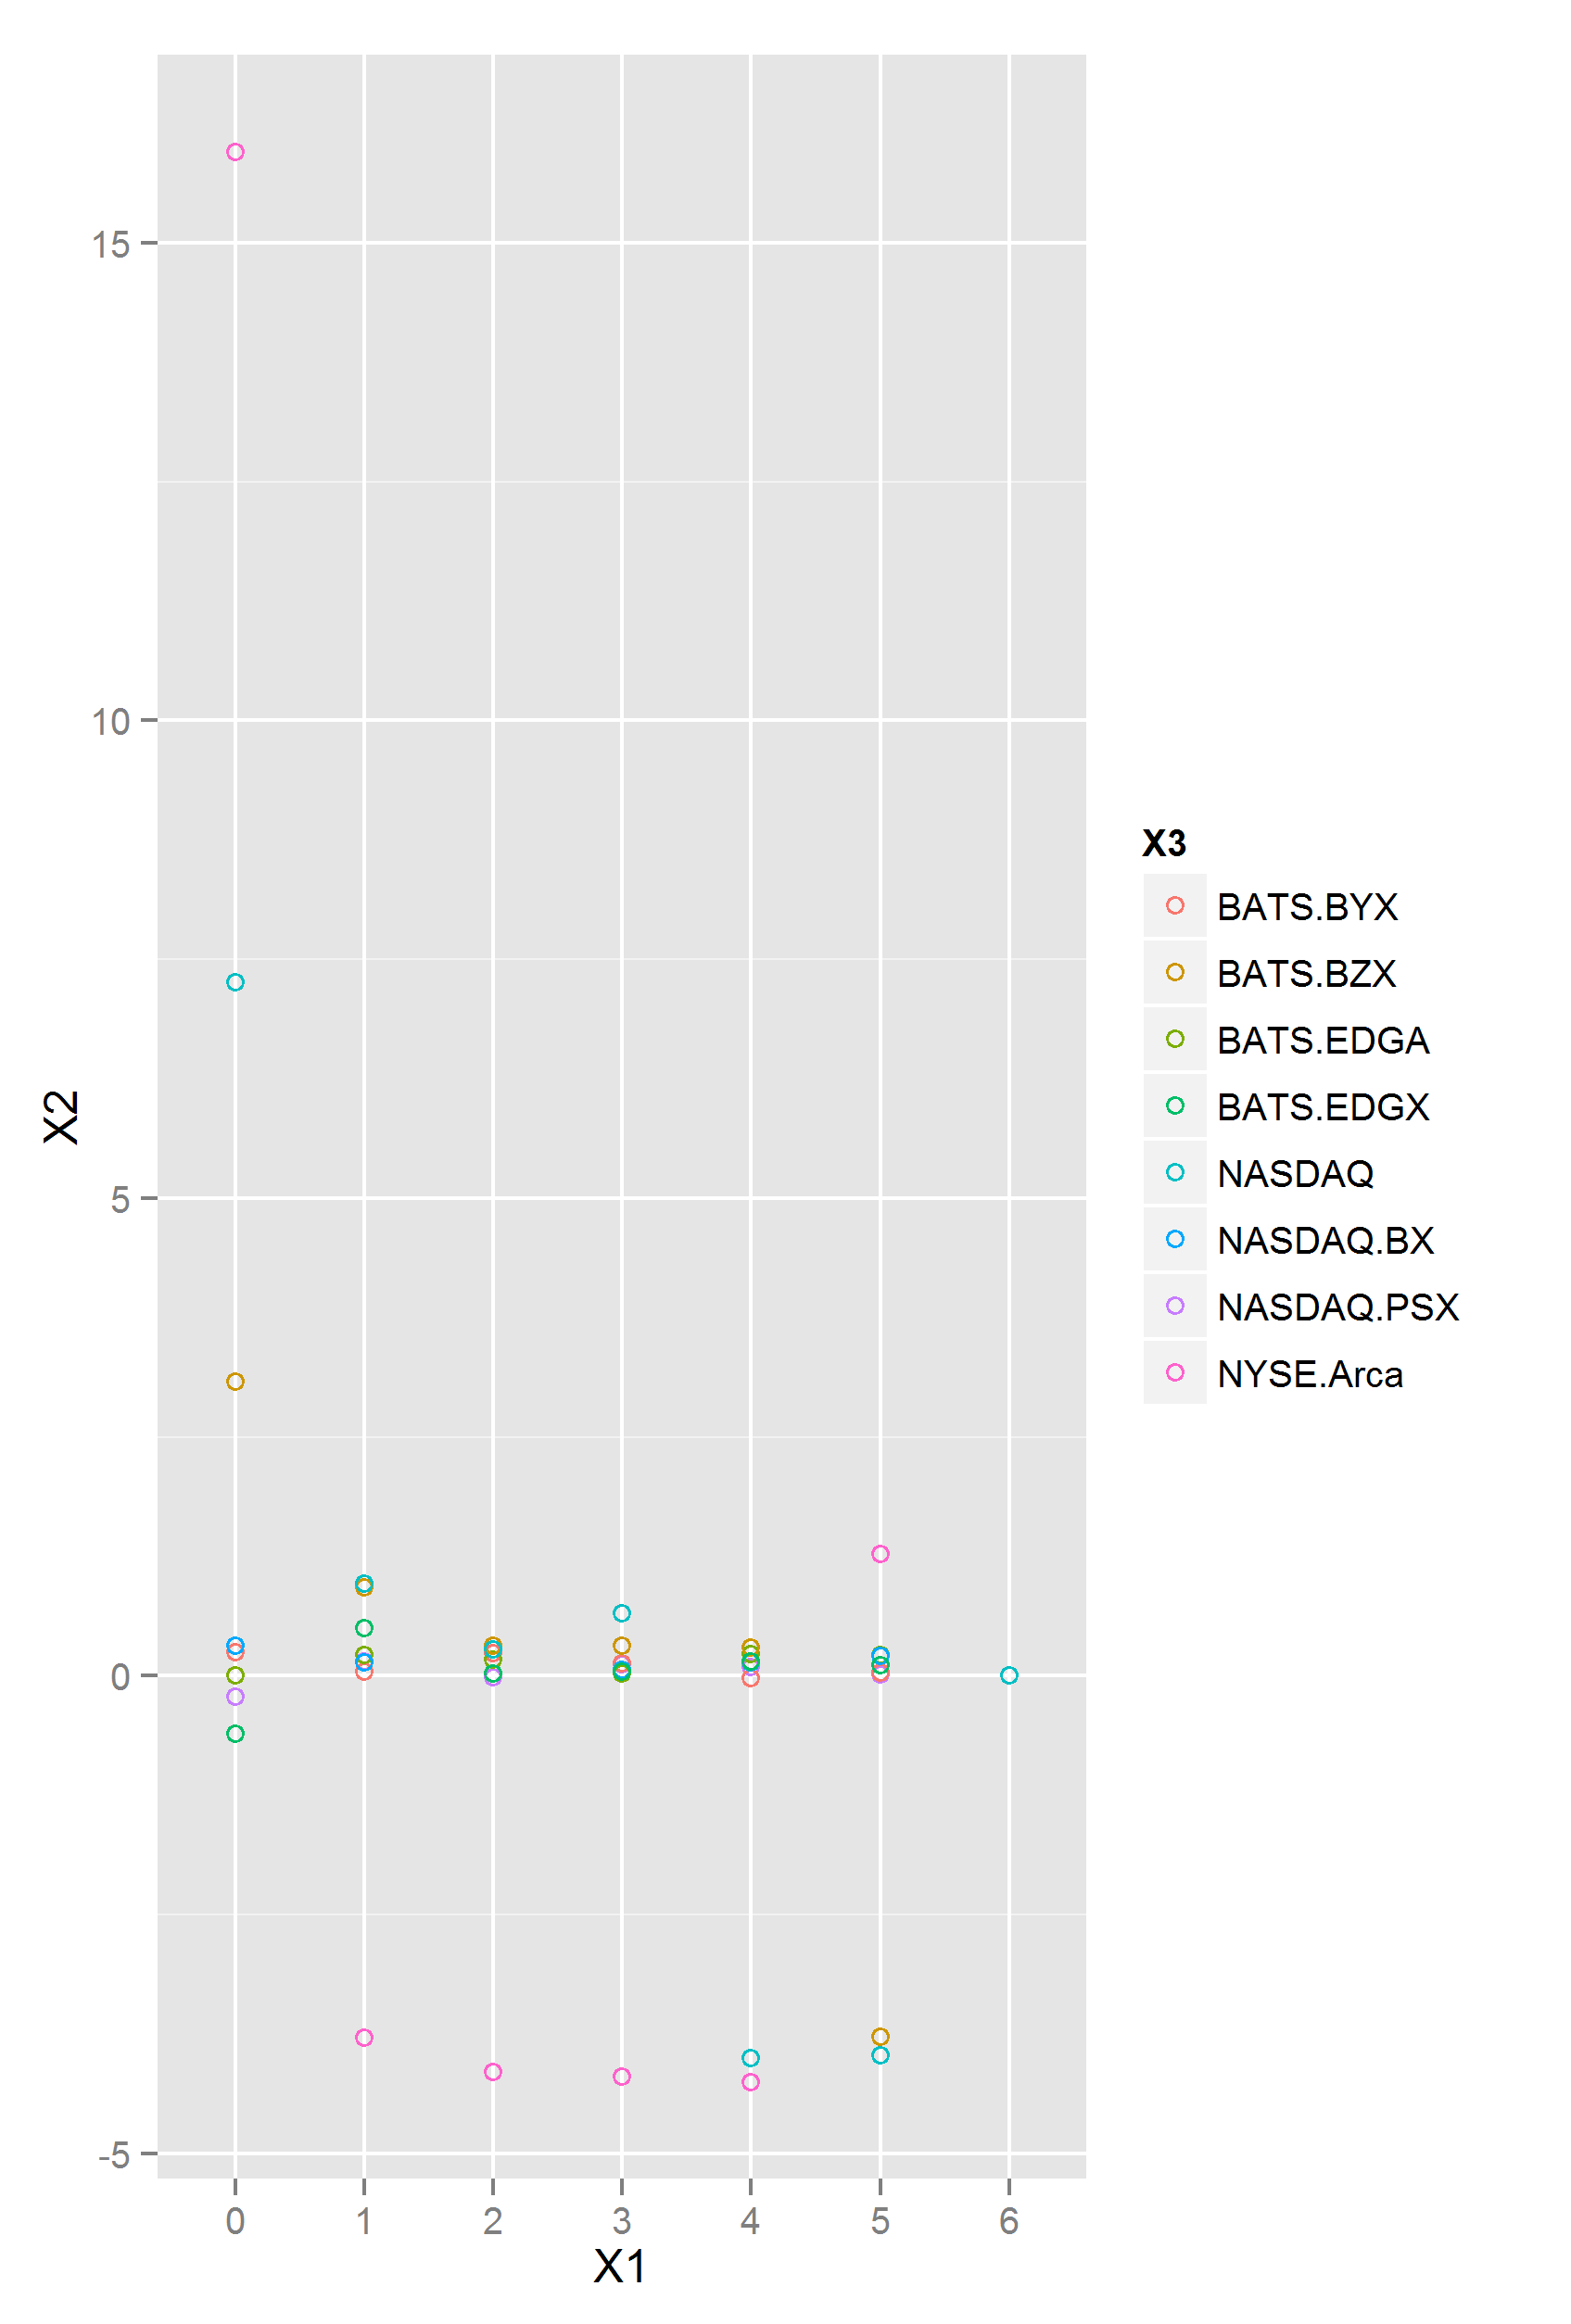 15
10
5
0
-5
X2
0 1 2 3 4 5 6
X1
X3
BATS.BYX
BATS.BZX
BATS.EDGA
BATS.EDGX
NASDAQ
NASDAQ.BX
NASDAQ.PSX
NYSE.Arca